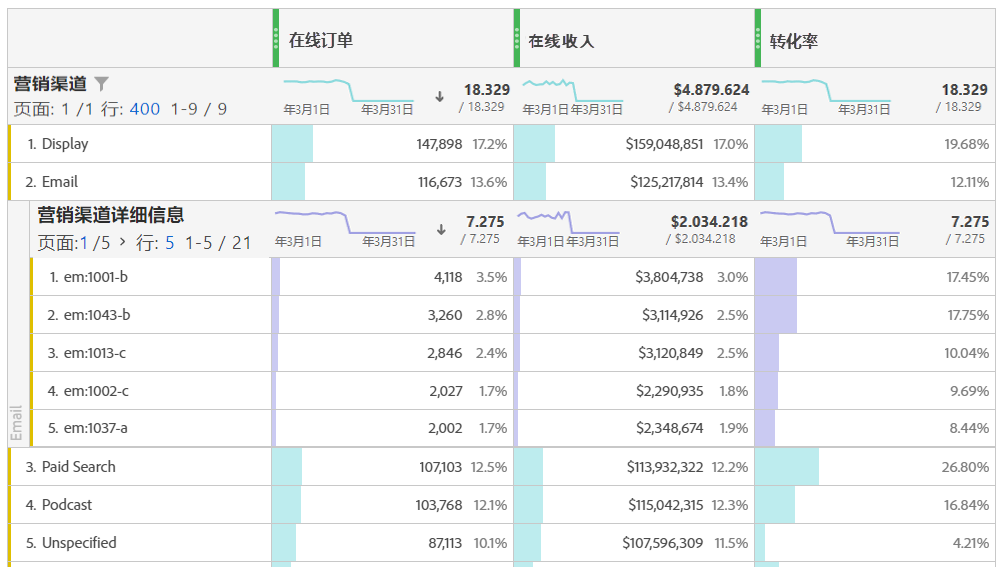 在线订单 在线收入 转化率
营销渠道 18.329 $4.879.624 18.329
页面: 1 /1 行: 400 1-9 / 9 年3月1日 年3月31日 / 18.329 年3月1日 年3月31日 / $4.879.624 年3月1日 年3月31日 / 18.329
1. Display 147,898 17.2% $159,048,851 17.0% 19.68%
2. Email 116,673 13.6% $125,217,814 13.4% 12.11%
营销渠道详细信息 7.275 $2.034.218 7.275
页面:1 /5 > 行: 5 1-5 / 21 年3月1日 年3月31日 / 7.275 年3月1日 年3月31日 / $2.034.218 年3月1日 年3月31日 / 7.275
1. em:1001-b 4,118 3.5% $3,804,738 3.0% 17.45%
2. em:1043-b 3,260 2.8% $3,114,926 2.5% 17.75%
3. em:1013-c 2,846 2.4% $3,120,849 2.5% 10.04%
4. em:1002-c 2,027 1.7% $2,290,935 1.8% 9.69%
Email
5. em:1037-a 2,002 1.7% $2,348,674 1.9% 8.44%
3. Paid Search 107,103 12.5% $113,932,322 12.2% 26.80%
4. Podcast 103,768 12.1% $115,042,315 12.3% 16.84%
5. Unspecified 87,113 10.1% $107,596,309 11.5% 4.21%